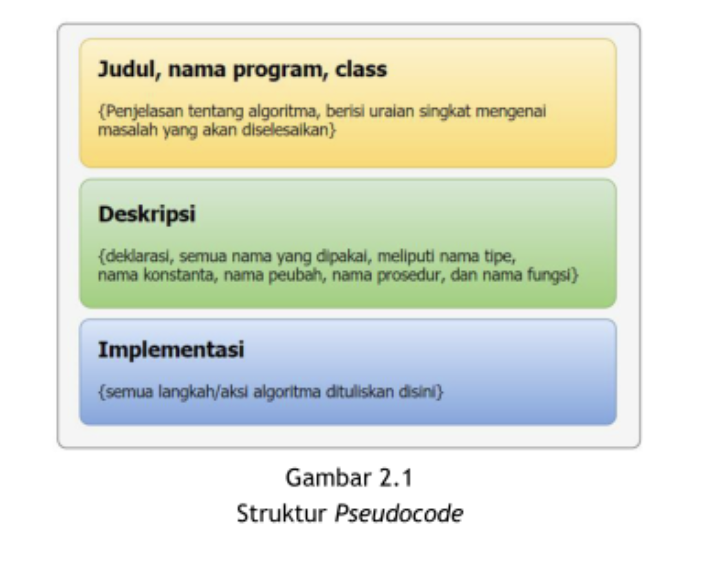 Judul, nama program, class
{Penjelasan tentang algoritma, berisi uraian singkat mengenai
masalah yang akan diselesaikan}
Deskripsi
{deklarasi, semua nama yang dipakai, meliputi nama tipe,
nama konstanta, nama peubah, nama prosedur, dan nama fungsi}
Implementasi
{semua langkah/aksi algoritma dituliskan disini}
Gambar 2.1
Struktur Pseudocode